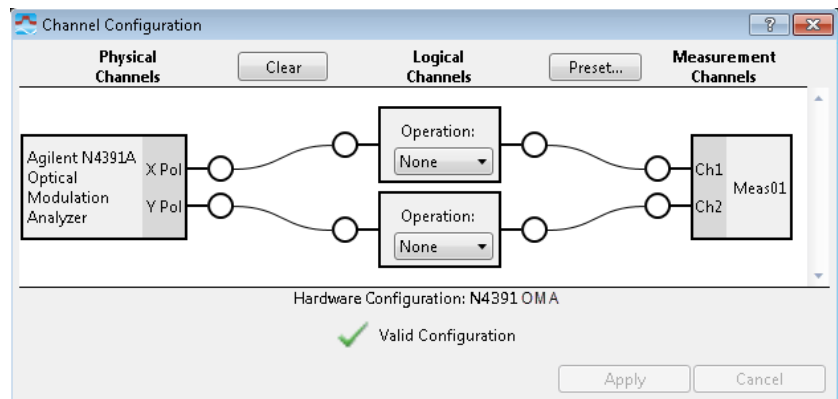 Channel Configuration
?
Physical
Channels
Clear
Logical
Channels
Preset...
Measurement
Channels
Agilent N4391A
Optical
Modulation
Analyzer
X Pol
Y Pol
Operation:
None
Operation:
None
Ch1
Ch2
Meas01
Hardware Configuration: N4391 OMA
Valid Configuration
Apply
Cancel